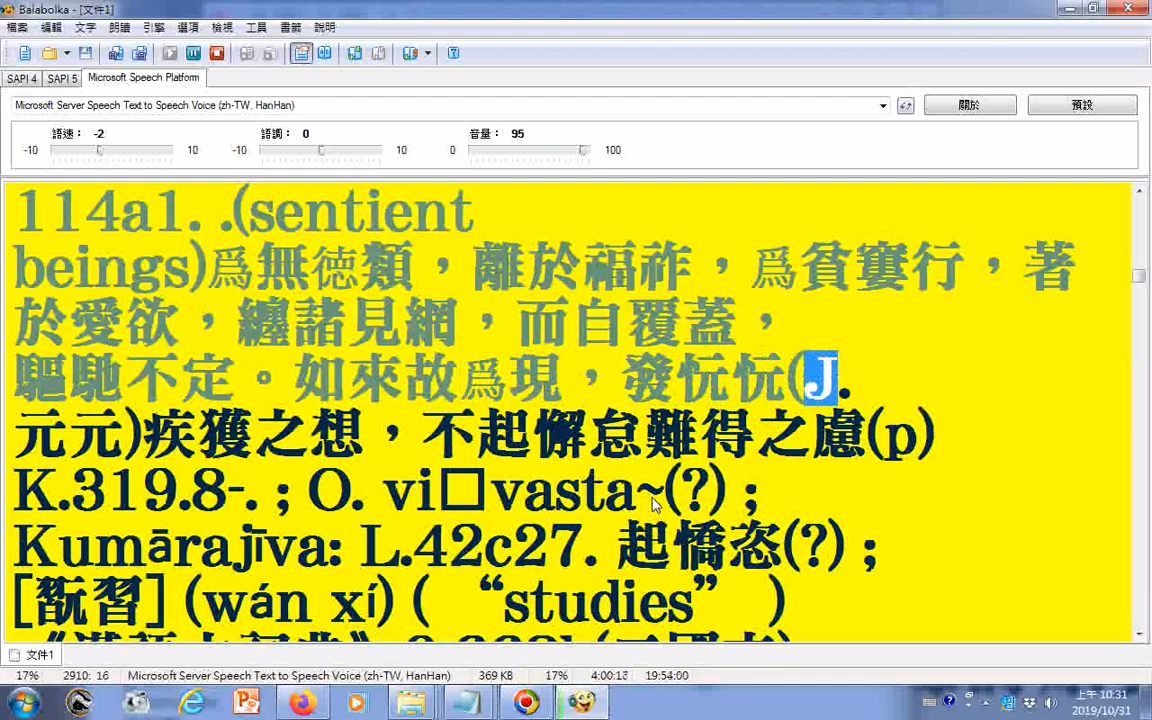 Balabolka - [文件1]
檔案 編輯 文字 朗讀 引擎 選項 檢視 工具 書籤 說明
SAPI 4 SAPI 5 Microsoft Speech Platform
Microsoft Server Speech Text to Speech Voice (zh-TW, HanHan) 關於 預設
語速： -2 語調： 0 音量： 95
-10 10 -10 10 0 100
114a1. .(sentient
beings)爲無徳類，離於福祚，爲貧窶行，著
於愛欲，纏諸見網，而自覆蓋，
驅馳不定。如來故爲現，發忨忨(J.
元元)疾獲之想，不起懈怠難得之慮(p)
K.319.8-. ; O. vi□vasta~(?) ;
Kumārajīva: L.42c27. 起憍恣(?) ;
[翫習] (wán xí) ( “studies” )
文件1
17% 2910: 16 Microsoft Server Speech Text to Speech Voice (zh-TW, HanHan) 369 KB 17% 4:00:13 19:54:00
上午 10:31
2019/10/31